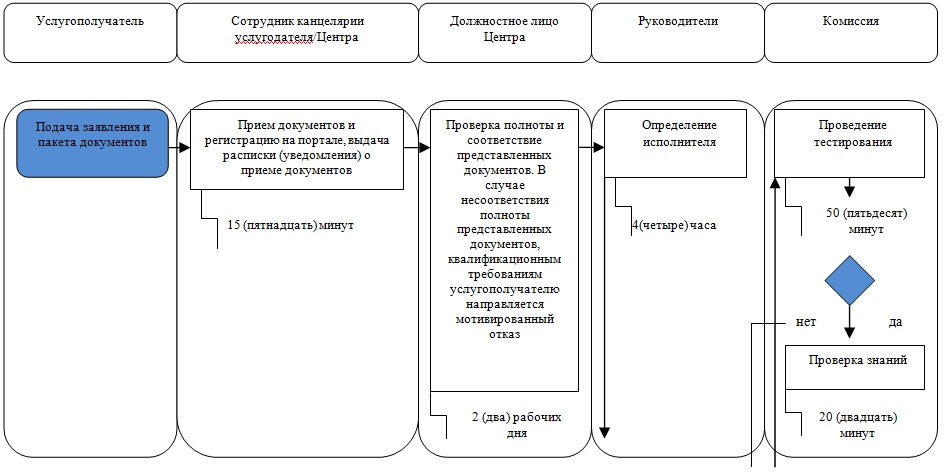 Услугополучатель
Сотрудник канцелярии
услугодателя/Центра
Должностное лицо
Центра
Руководители
Комиссия
Подача заявления и
пакета документов
Прием документов и
регистрацию на портале, выдача
расписки (уведомления) о
приеме документов
15 (пятнадцать) минут
Проверка полноты и
соответствие
представленных
документов. В
случае
несоответствия
полноты
представленных
документов,
квалификационным
требованиям
услугополучателю
направляется
мотивированный
отказ
2 (два) рабочих
дня
Определение
исполнителя
4(четыре) часа
Проведение
тестирования
50 (пятьдесят)
минут
нет
да
Проверка знаний
20 (двадцать)
минут